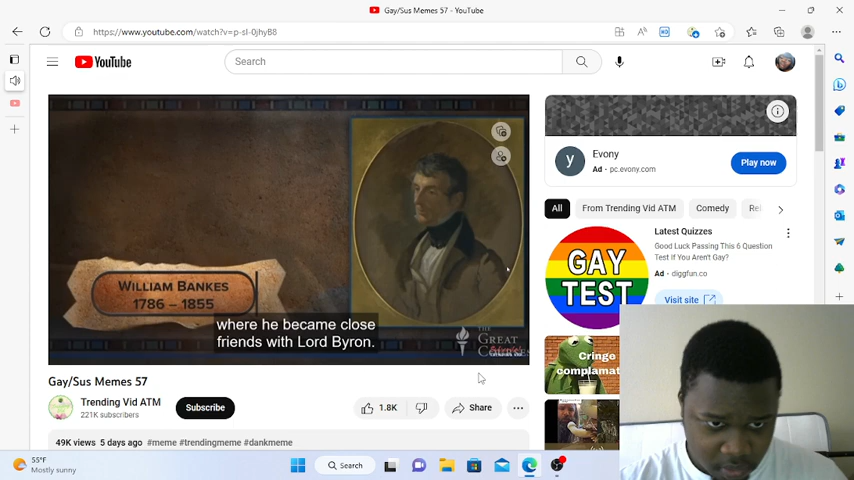 Gay/Sus Memes 57 - YouTube
https://www.youtube.com/watch?v=p-sI-0jhyB8
YouTube
Search
WILLIAM BANKES
1786 – 1855
where he became close
friends with Lord Byron.
THE
GREAT
Gay/Sus Memes 57
Trending Vid ATM
221K subscribers
Subscribe
1.8K
Share
49K views 5 days ago #meme #trendingmeme #dankmeme
y
Evony
Ad • pc.evony.com
Play now
All
From Trending Vid ATM
Comedy
Latest Quizzes
Good Luck Passing This 6 Question
Test If You Aren't Gay?
Ad • diggfun.co
Visit site
GAY
TEST
Cringe
complamat
55°F
Mostly sunny
Search